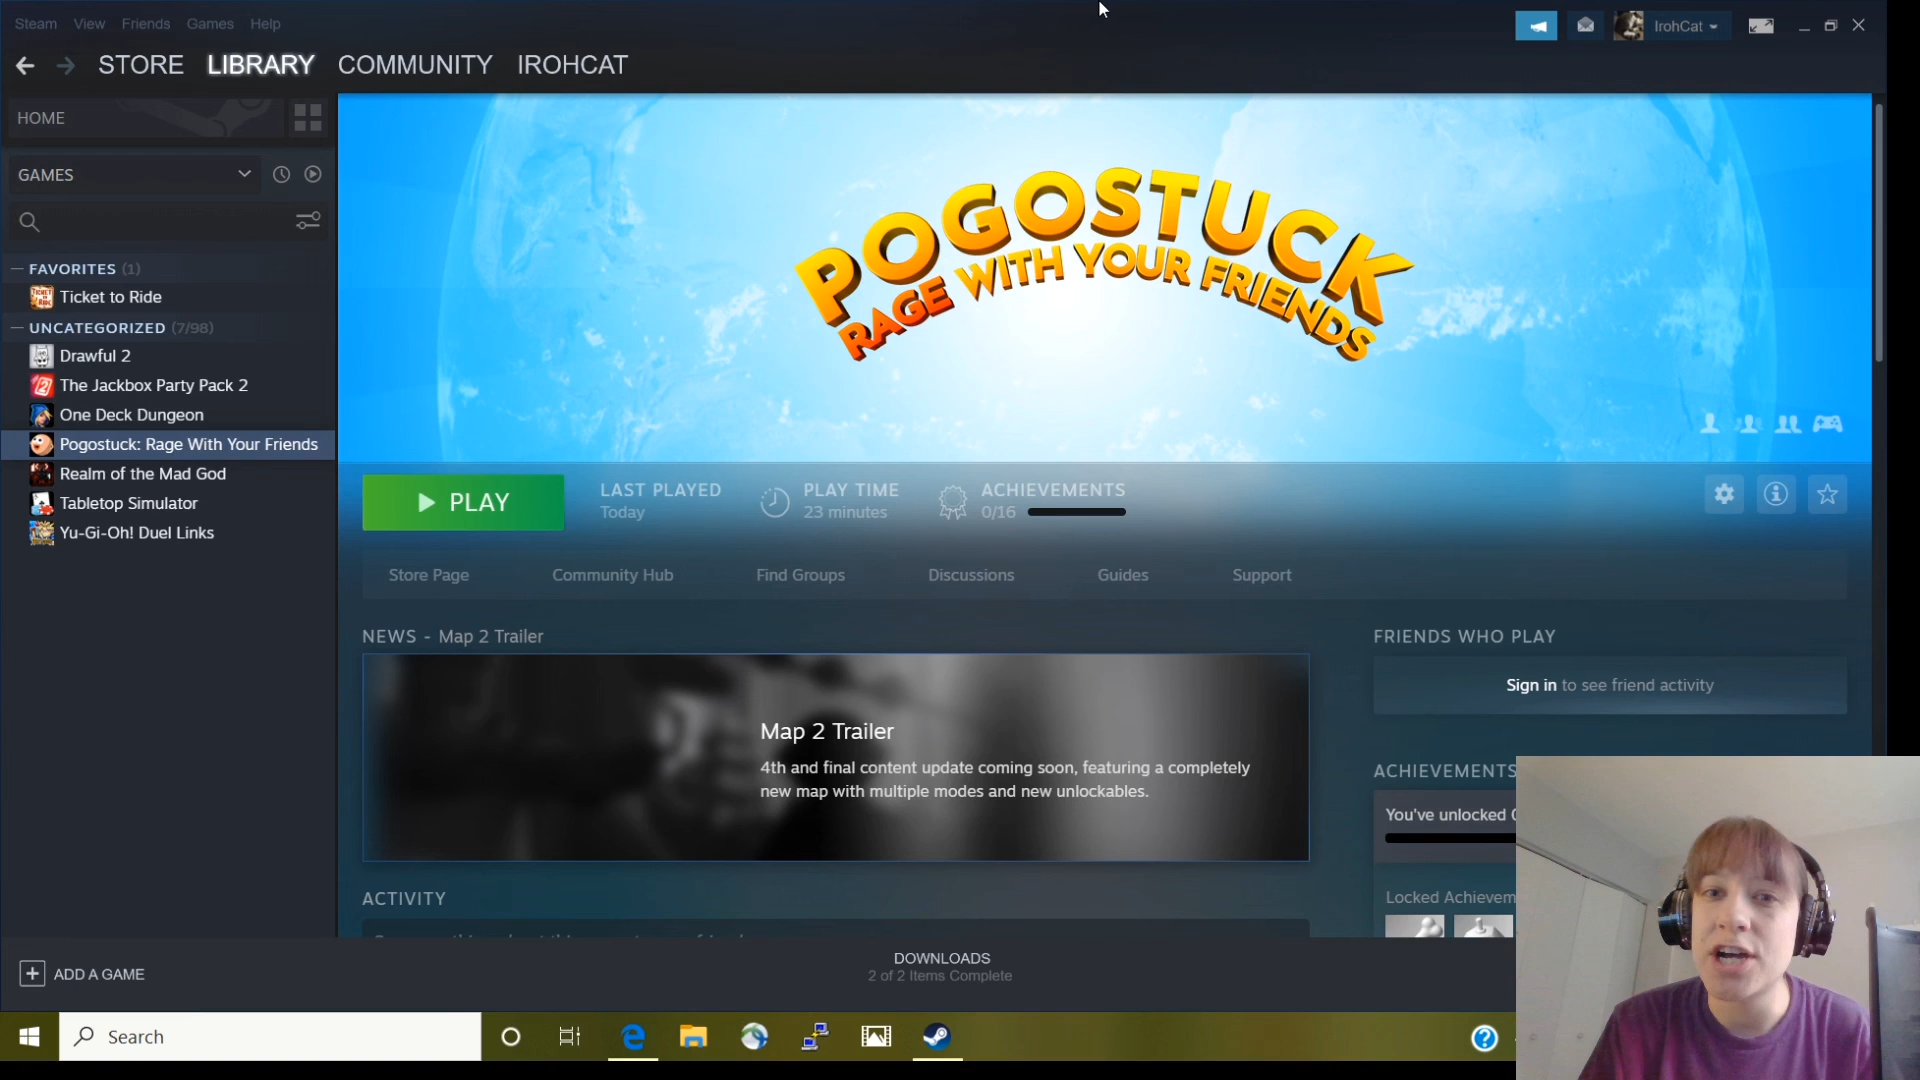 Steam View Friends Games Help
IrohCat
STORE LIBRARY COMMUNITY IROHCAT
HOME
GAMES
FAVORITES (1)
Ticket to Ride
UNCATEGORIZED (7/98)
Drawful 2
The Jackbox Party Pack 2
One Deck Dungeon
Pogostuck: Rage With Your Friends
Realm of the Mad God
Tabletop Simulator
Yu-Gi-Oh! Duel Links
POGOSTUCK
RAGE WITH YOUR FRIENDS
PLAY
LAST PLAYED
Today
PLAY TIME
23 minutes
ACHIEVEMENTS
0/16
Store Page Community Hub Find Groups Discussions Guides Support
NEWS - Map 2 Trailer
Map 2 Trailer
4th and final content update coming soon, featuring a completely
new map with multiple modes and new unlockables.
FRIENDS WHO PLAY
Sign in to see friend activity
ACHIEVEMENTS
You've unlocked
Locked
ACTIVITY
ADD A GAME
DOWNLOADS
2 of 2 Items Complete
Search